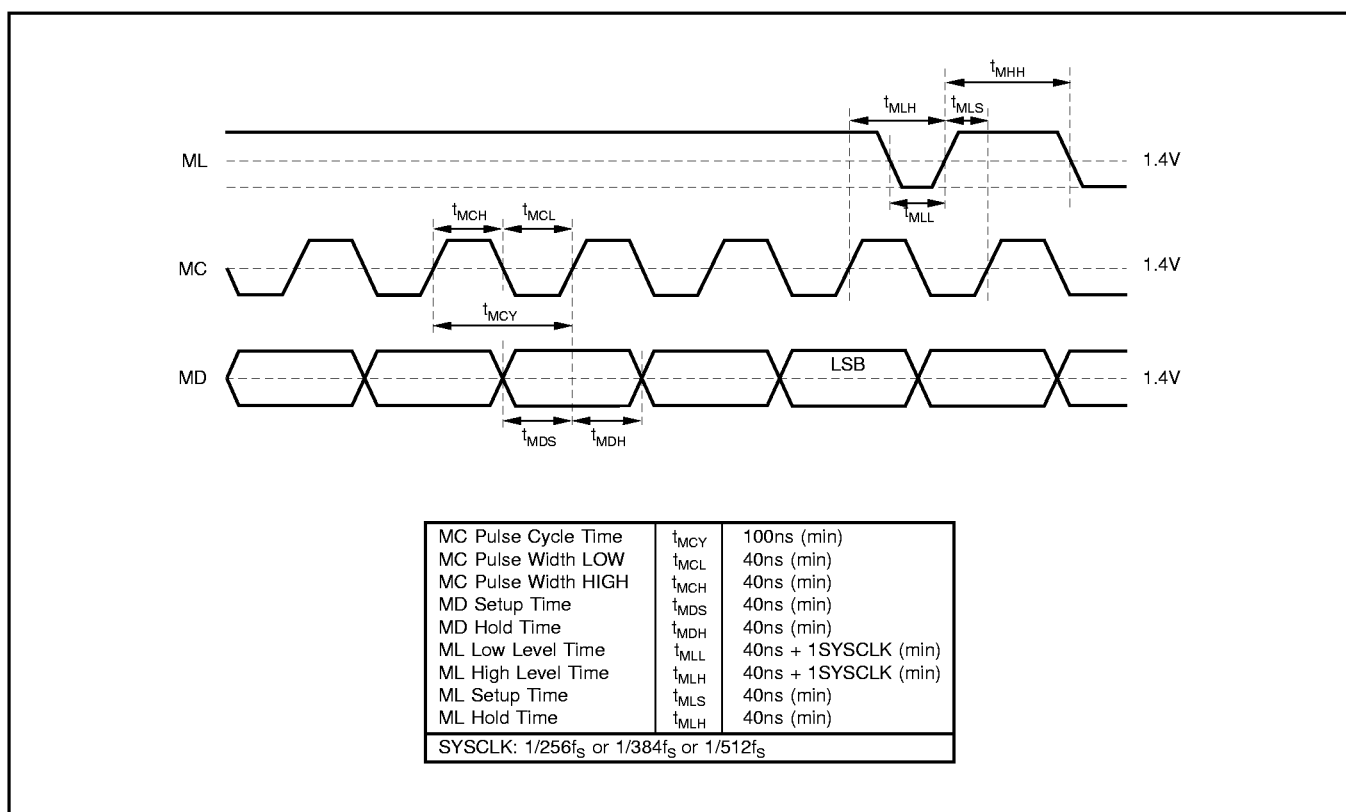 tMHH
tMLH tMLS
ML 1.4V
tMLL
tMCH tMCL
MC 1.4V
tMCY
LSB
MD 1.4V
tMDS tMDH
MC Pulse Cycle Time tMCY 100ns (min)
MC Pulse Width LOW tMCL 40ns (min)
MC Pulse Width HIGH tMCH 40ns (min)
MD Setup Time tMDS 40ns (min)
MD Hold Time tMDH 40ns (min)
ML Low Level Time tMLL 40ns + 1SYSCLK (min)
ML High Level Time tMLH 40ns + 1SYSCLK (min)
ML Setup Time tMLS 40ns (min)
ML Hold Time tMLH 40ns (min)
SYSCLK: 1/256fS or 1/384fS or 1/512fS